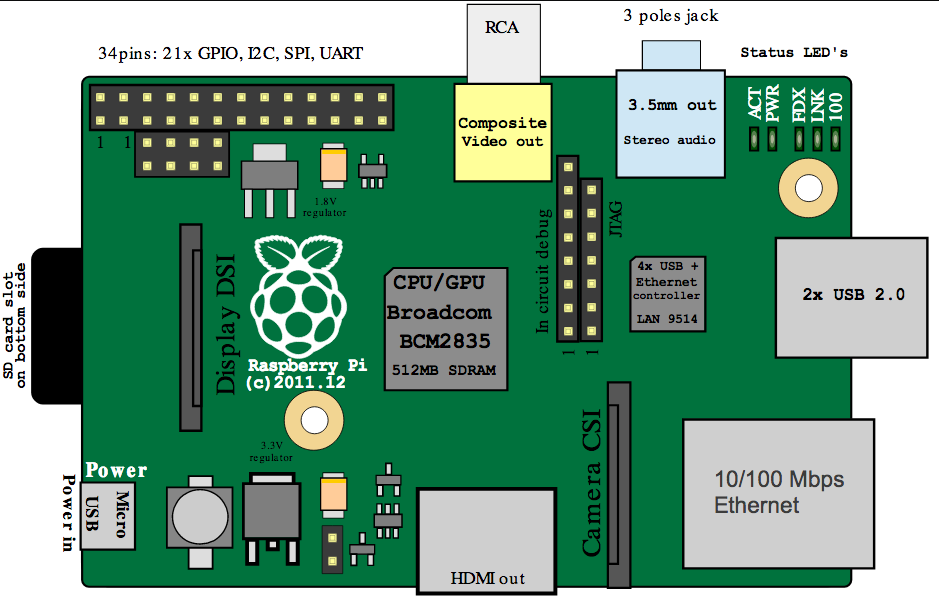 RCA
3 poles jack
34pins: 21x GPIO, I2C, SPI, UART
Status LED's
3.5mm out
Stereo audio
Composite
Video out
ACT
PWR
FDX
LNK
100
1 1
1.8V
regulator
In circuit debug
JTAG
1 1
SD card slot
on bottom side
Display DSI
CPU/GPU
Broadcom
BCM2835
512MB SDRAM
4x USB +
Ethernet
controller
LAN 9514
2x USB 2.0
Raspberry Pi
(c)2011.12
3.3V
regulator
Power
Power in
Micro
USB
Camera CSI
10/100 Mbps
Ethernet
HDMI out